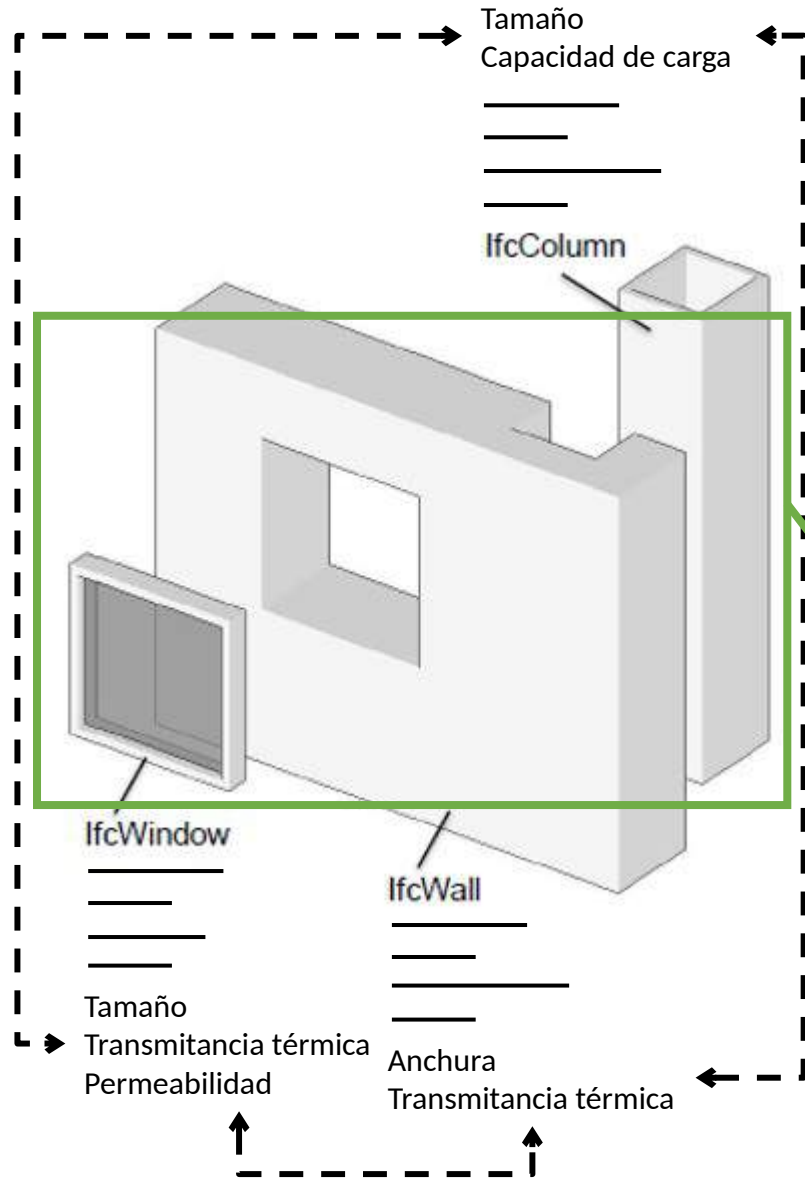 Tamaño
Capacidad de carga
IfcColumn
IfcWindow
IfcWall
Tamaño
Transmitancia térmica
Permeabilidad
Anchura
Transmitancia térmica